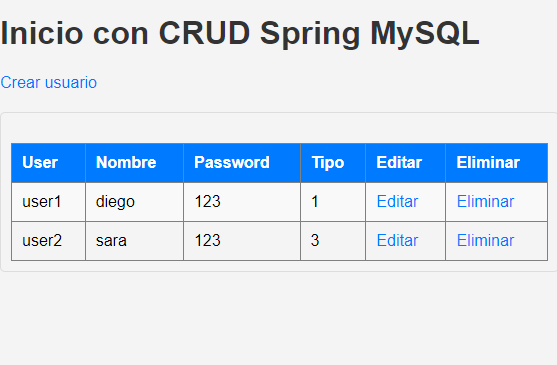 Inicio con CRUD Spring MySQL
Crear usuario
User Nombre Password Tipo Editar Eliminar
user1 diego 123 1 Editar Eliminar
user2 sara 123 3 Editar Eliminar